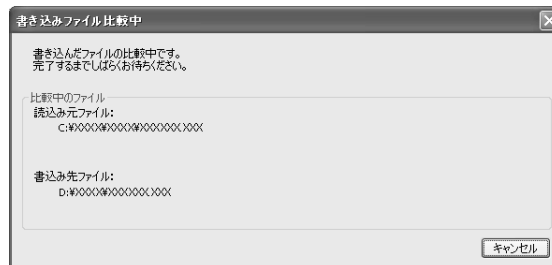 書き込みファイル比較中
書き込んだファイルの比較中です。
完了するまでしばらくお待ちください。
比較中のファイル
読込み元ファイル:
C:¥XXXX¥XXXX¥XXXXXXX.XXX
書込み先ファイル:
D:¥XXXX¥XXXXXXX.XXX
キャンセル